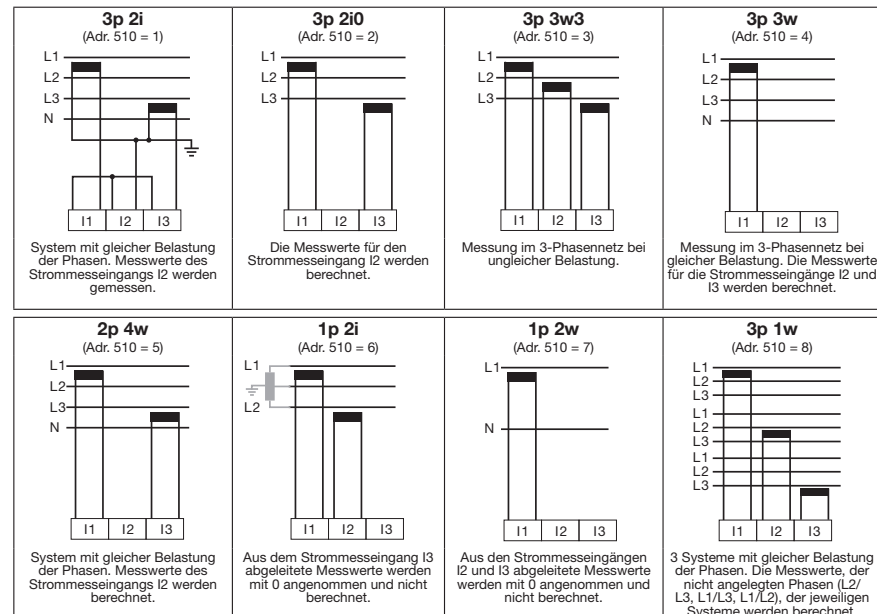 3p 2i
(Adr. 510 = 1)
L1
L2
L3
N
I1 I2 I3
System mit gleicher Belastung
der Phasen. Messwerte des
Strommesseingangs I2 werden
gemessen.
3p 2i0
(Adr. 510 = 2)
L1
L2
L3
I1 I2 I3
Die Messwerte für den
Strommesseingang I2 werden
berechnet.
3p 3w3
(Adr. 510 = 3)
L1
L2
L3
I1 I2 I3
Messung im 3-Phasennetz bei
ungleicher Belastung.
3p 3w
(Adr. 510 = 4)
L1
L2
L3
N
I1 I2 I3
Messung im 3-Phasennetz bei
gleicher Belastung. Die Messwerte
für die Strommesseingänge I2 und
I3 werden berechnet.
2p 4w
(Adr. 510 = 5)
L1
L2
L3
N
I1 I2 I3
System mit gleicher Belastung
der Phasen. Messwerte des
Strommesseingangs I2 werden
berechnet.
1p 2i
(Adr. 510 = 6)
L1
L2
I1 I2 I3
Aus dem Strommesseingang I3
abgeleitete Messwerte werden
mit 0 angenommen und nicht
berechnet.
1p 2w
(Adr. 510 = 7)
L1
N
I1 I2 I3
Aus den Strommesseingängen
I2 und I3 abgeleitete Messwerte
werden mit 0 angenommen und
nicht berechnet.
3p 1w
(Adr. 510 = 8)
L1
L2
L3
L1
L2
L3
L1
L2
L3
I1 I2 I3
3 Systeme mit gleicher Belastung
der Phasen. Die Messwerte, der
nicht angelegten Phasen (L2/
L3, L1/L3, L1/L2), der jeweiligen
Systeme werden berechnet.